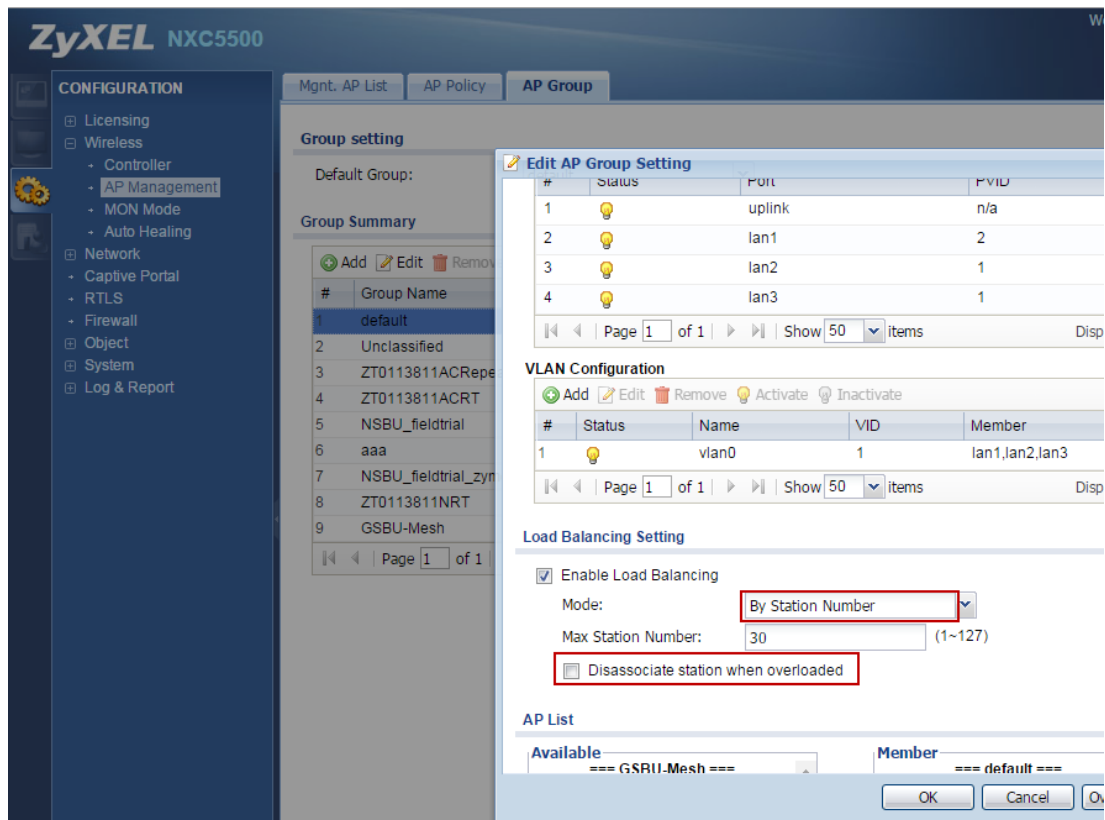 ZyXEL NXC5500
We
CONFIGURATION
Licensing
Wireless
Controller
AP Management
MON Mode
Auto Healing
Network
Captive Portal
RTLS
Firewall
Object
System
Log & Report
Mgnt. AP List AP Policy AP Group
Group setting
Default Group:
Group Summary
Add Edit Remov
# Group Name
1 default
2 Unclassified
3 ZT0113811ACRepe
4 ZT0113811ACRT
5 NSBU_fieldtrial
6 aaa
7 NSBU_fieldtrial_zym
8 ZT0113811NRT
9 GSBU-Mesh
Page 1 of 1
Edit AP Group Setting
# Status Port PVID
1 uplink n/a
2 lan1 2
3 lan2 1
4 lan3 1
Page 1 of 1 Show 50 items Disp
VLAN Configuration
Add Edit Remove Activate Inactivate
# Status Name VID Member
1 vlan0 1 lan1,lan2,lan3
Page 1 of 1 Show 50 items Disp
Load Balancing Setting
Enable Load Balancing
Mode: By Station Number
Max Station Number: 30 (1~127)
Disassociate station when overloaded
AP List
Available Member
=== GSBU-Mesh === === default ===
OK Cancel Ov